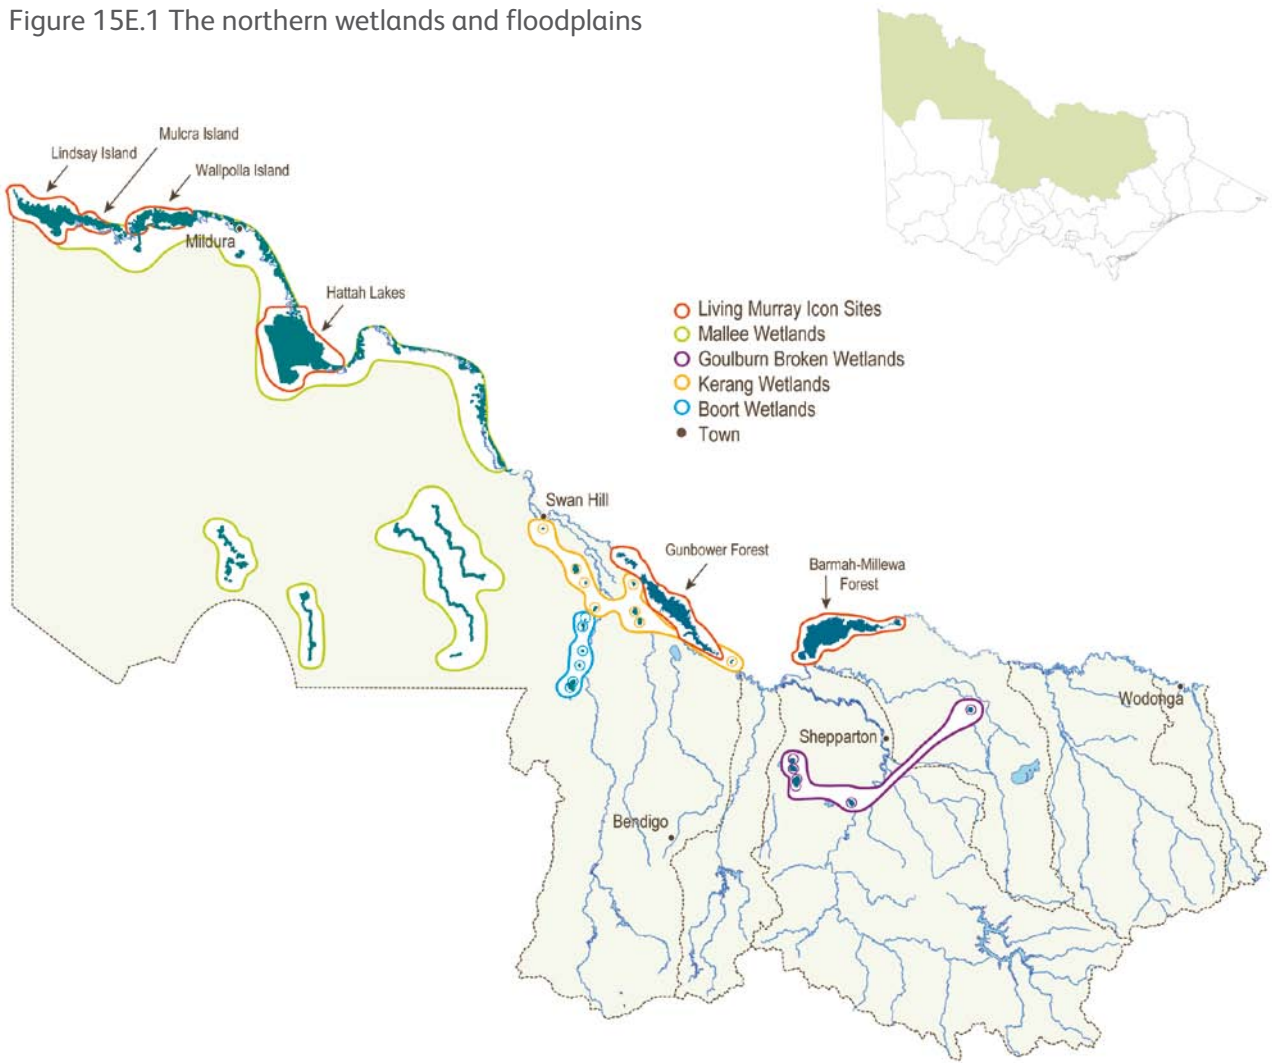 Figure 15E.1 The northern wetlands and floodplains
Mulcra Island
Lindsay Island
Wallpolla Island
Mildura
Hattah Lakes
Living Murray Icon Sites
Mallee Wetlands
Goulburn Broken Wetlands
Kerang Wetlands
Boort Wetlands
Town
Swan Hill
Gunbower Forest
Barmah-Millewa
Forest
Wodonga
Shepparton
Bendigo